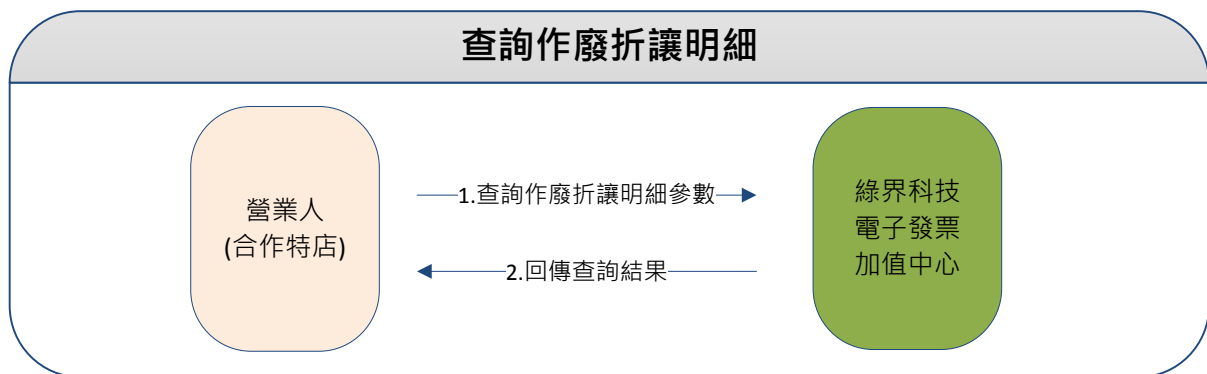 查詢作廢折讓明細
營業人
(合作特店)
1.查詢作廢折讓明細參數
2.回傳查詢結果
綠界科技
電子發票
加值中心